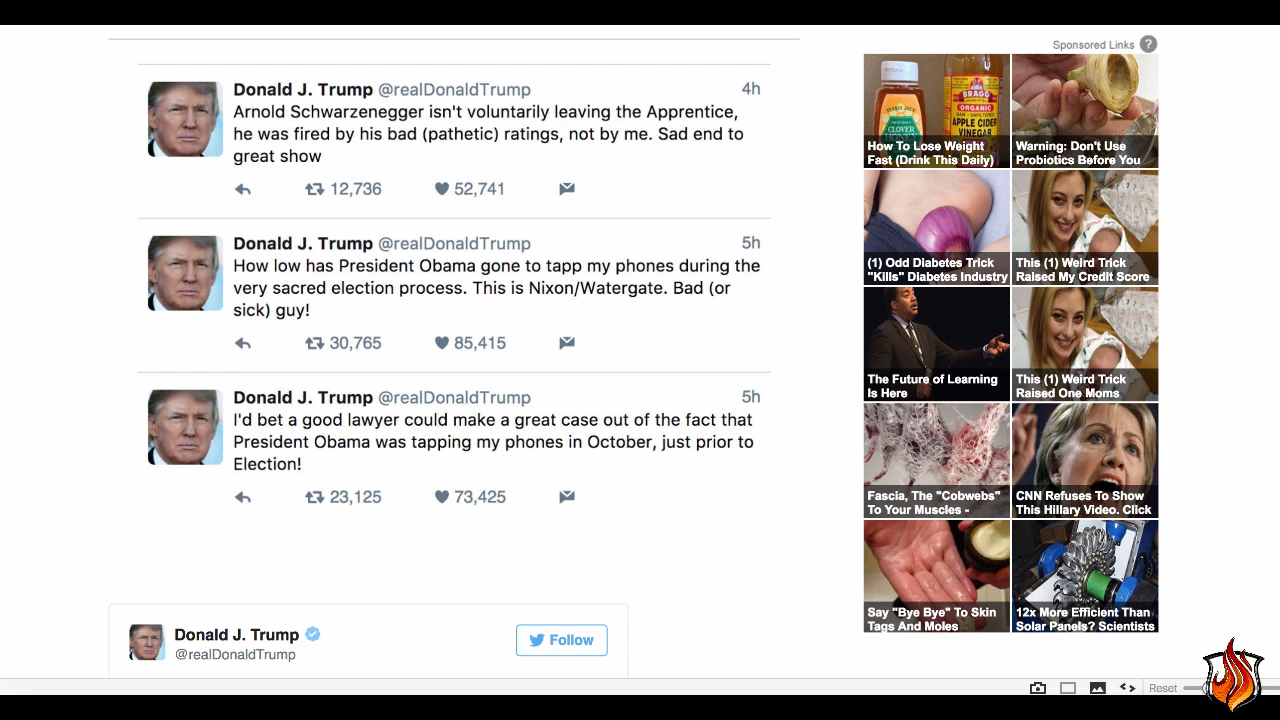 Donald J. Trump @realDonaldTrump 4h
Arnold Schwarzenegger isn't voluntarily leaving the Apprentice,
he was fired by his bad (pathetic) ratings, not by me. Sad end to
great show
12,736 52,741
Donald J. Trump @realDonaldTrump 5h
How low has President Obama gone to tapp my phones during the
very sacred election process. This is Nixon/Watergate. Bad (or
sick) guy!
30,765 85,415
Donald J. Trump @realDonaldTrump 5h
I'd bet a good lawyer could make a great case out of the fact that
President Obama was tapping my phones in October, just prior to
Election!
23,125 73,425
Donald J. Trump
@realDonaldTrump
Follow
Sponsored Links ?
CLOVER
BRAGG
ORGANIC
APPLE CIDER
VINEGAR
How To Lose Weight
Fast (Drink This Daily)
Warning: Don't Use
Probiotics Before You
(1) Odd Diabetes Trick
"Kills" Diabetes Industry
This (1) Weird Trick
Raised My Credit Score
The Future of Learning
Is Here
This (1) Weird Trick
Raised One Moms
Fascia, The "Cobwebs"
To Your Muscles -
CNN Refuses To Show
This Hillary Video. Click
Say "Bye Bye" To Skin
Tags And Moles
12x More Efficient Than
Solar Panels? Scientists
Reset